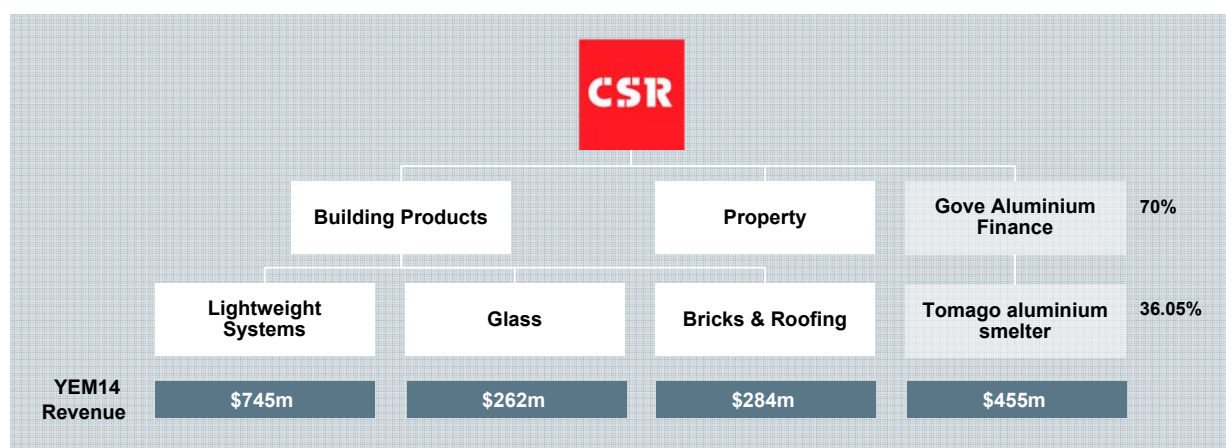 CSR
Building Products
Property
Gove Aluminium
Finance
70%
Lightweight
Systems
Glass
Bricks & Roofing
Tomago aluminium
smelter
36.05%
YEM14
Revenue
$745m
$262m
$284m
$455m